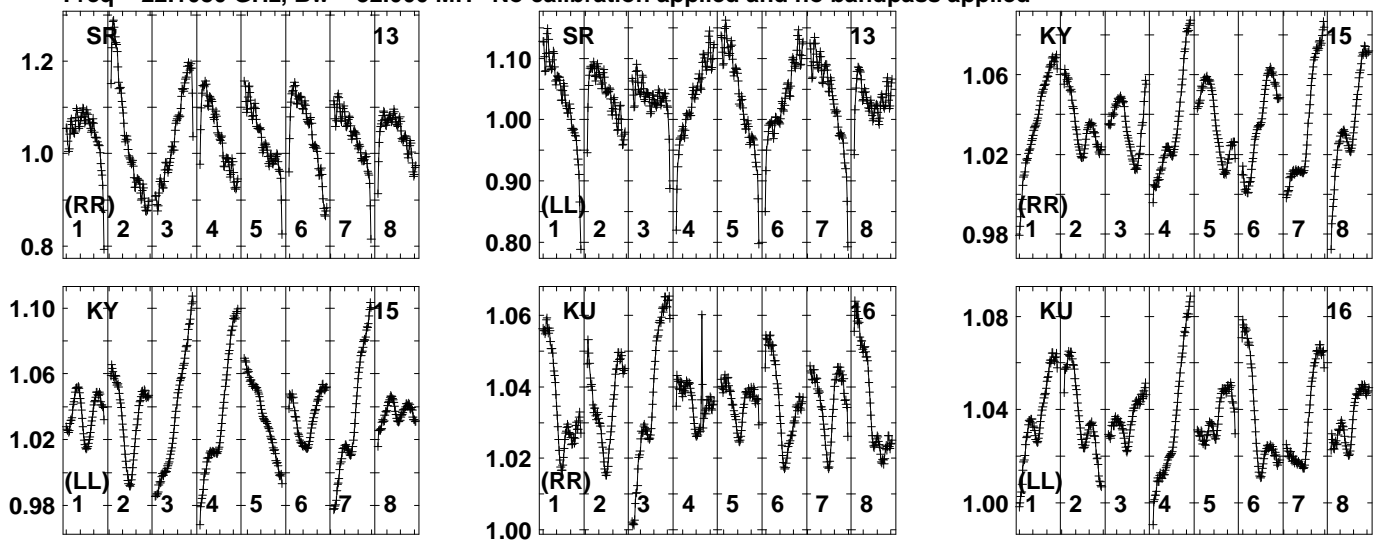 Freq = GHz, Bw = 32.000 MH No calibration applied and no bandpass applied
SR 13
1.2
1.0
0.8
(RR)
1 2 3 4 5 6 7 8
SR 13
1.10
1.00
0.90
0.80
(LL)
1 2 3 4 5 6 7 8
KY 15
1.06
1.02
0.98
(RR)
1 2 3 4 5 6 7 8
KY 15
1.10
1.06
1.02
0.98
(LL)
1 2 3 4 5 6 7 8
KU 16
1.06
1.04
1.02
1.00
(RR)
1 2 3 4 5 6 7 8
KU 16
1.08
1.04
1.00
(LL)
1 2 3 4 5 6 7 8